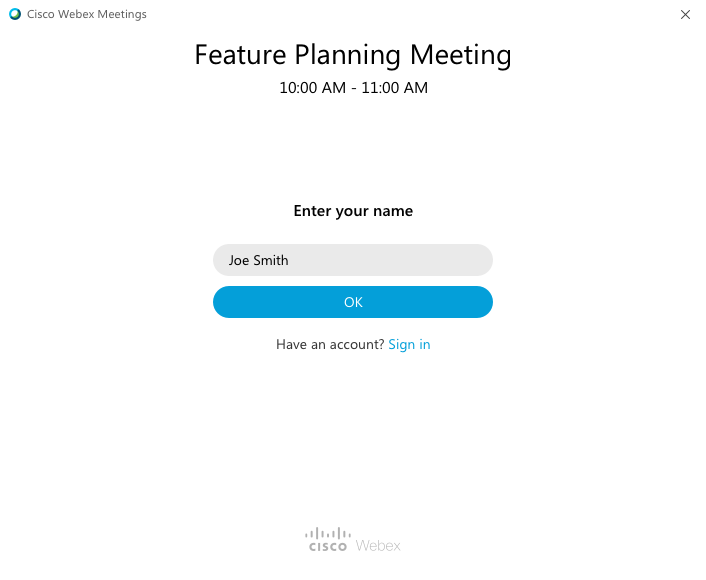 Cisco Webex Meetings
Feature Planning Meeting
10:00 AM - 11:00 AM
Enter your name
Joe Smith
OK
Have an account? Sign in
CISCO Webex